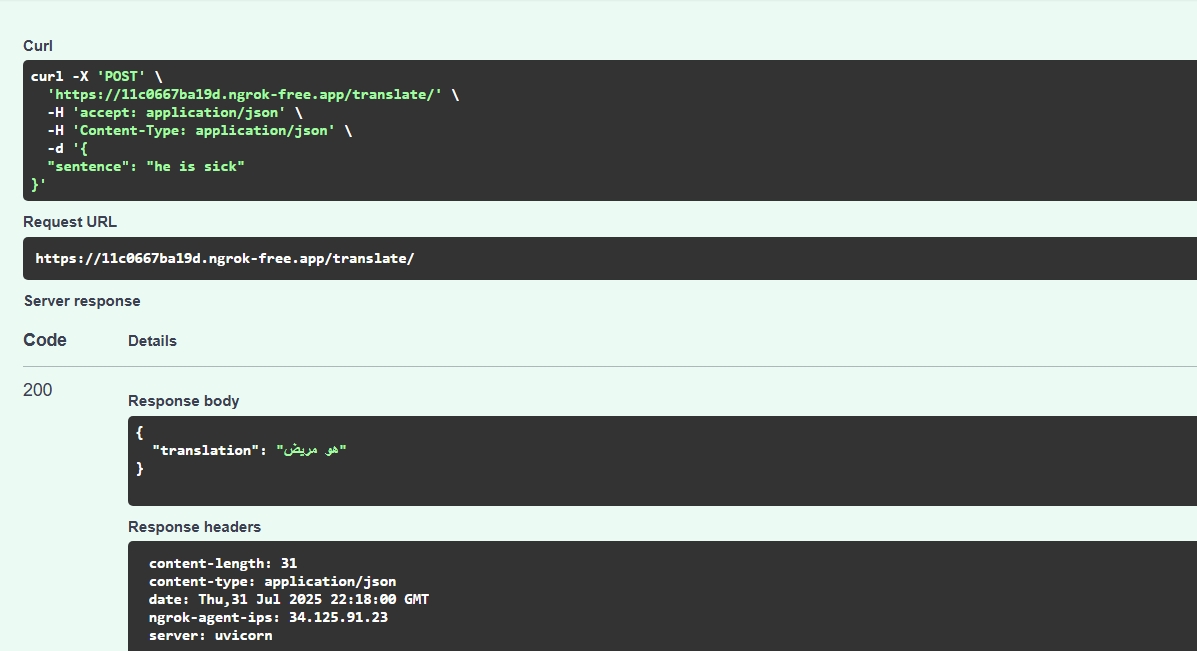 Curl
curl -X 'POST' \
'https://11c0667ba19d.ngrok-free.app/translate/' \
-H 'accept: application/json' \
-H 'Content-Type: application/json' \
-d '{
"sentence": "he is sick"
}'
Request URL
https://11c0667ba19d.ngrok-free.app/translate/
Server response
Code Details
200
Response body
{
"translation": "هو مريض"
}
Response headers
content-length: 31
content-type: application/json
date: Thu,31 Jul 2025 22:18:00 GMT
ngrok-agent-ips: 34.125.91.23
server: uvicorn